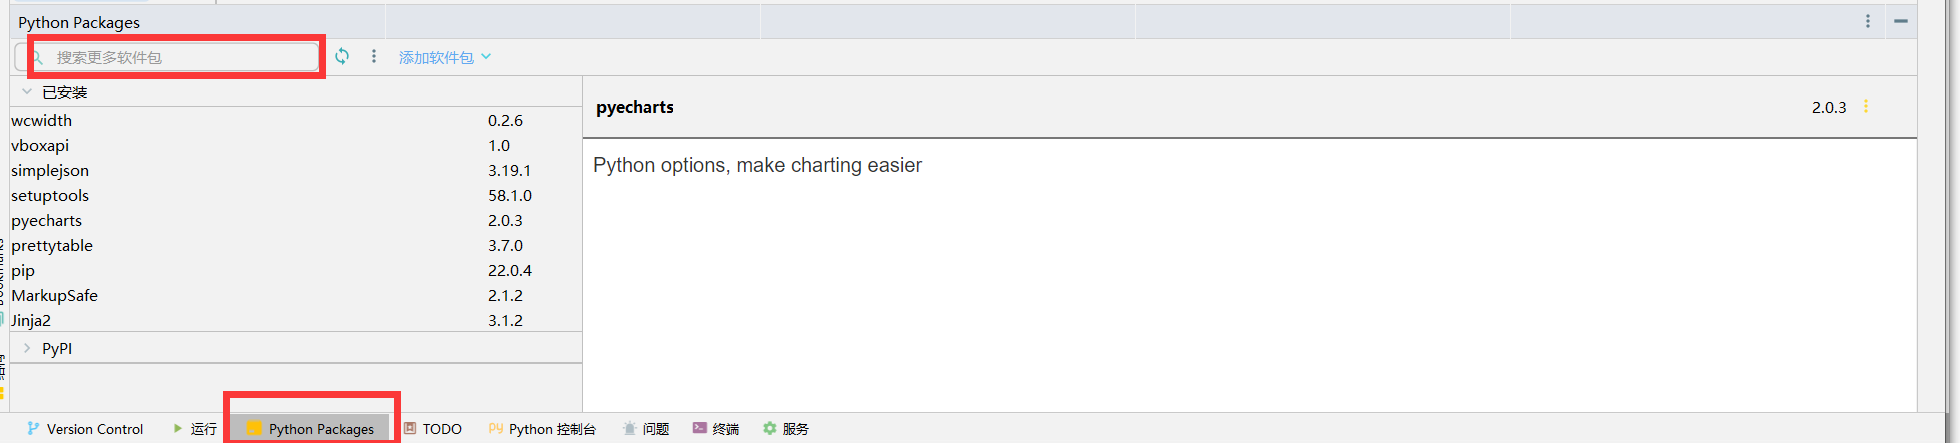 Python Packages
搜索更多软件包
添加软件包
已安装
wcwidth 0.2.6
vboxapi 1.0
simplejson 3.19.1
setuptools 58.1.0
pyecharts 2.0.3
prettytable 3.7.0
pip 22.0.4
MarkupSafe 2.1.2
Jinja2 3.1.2
PyPI
pyecharts 2.0.3
Python options, make charting easier
Version Control 运行 Python Packages TODO Python 控制台 问题 终端 服务